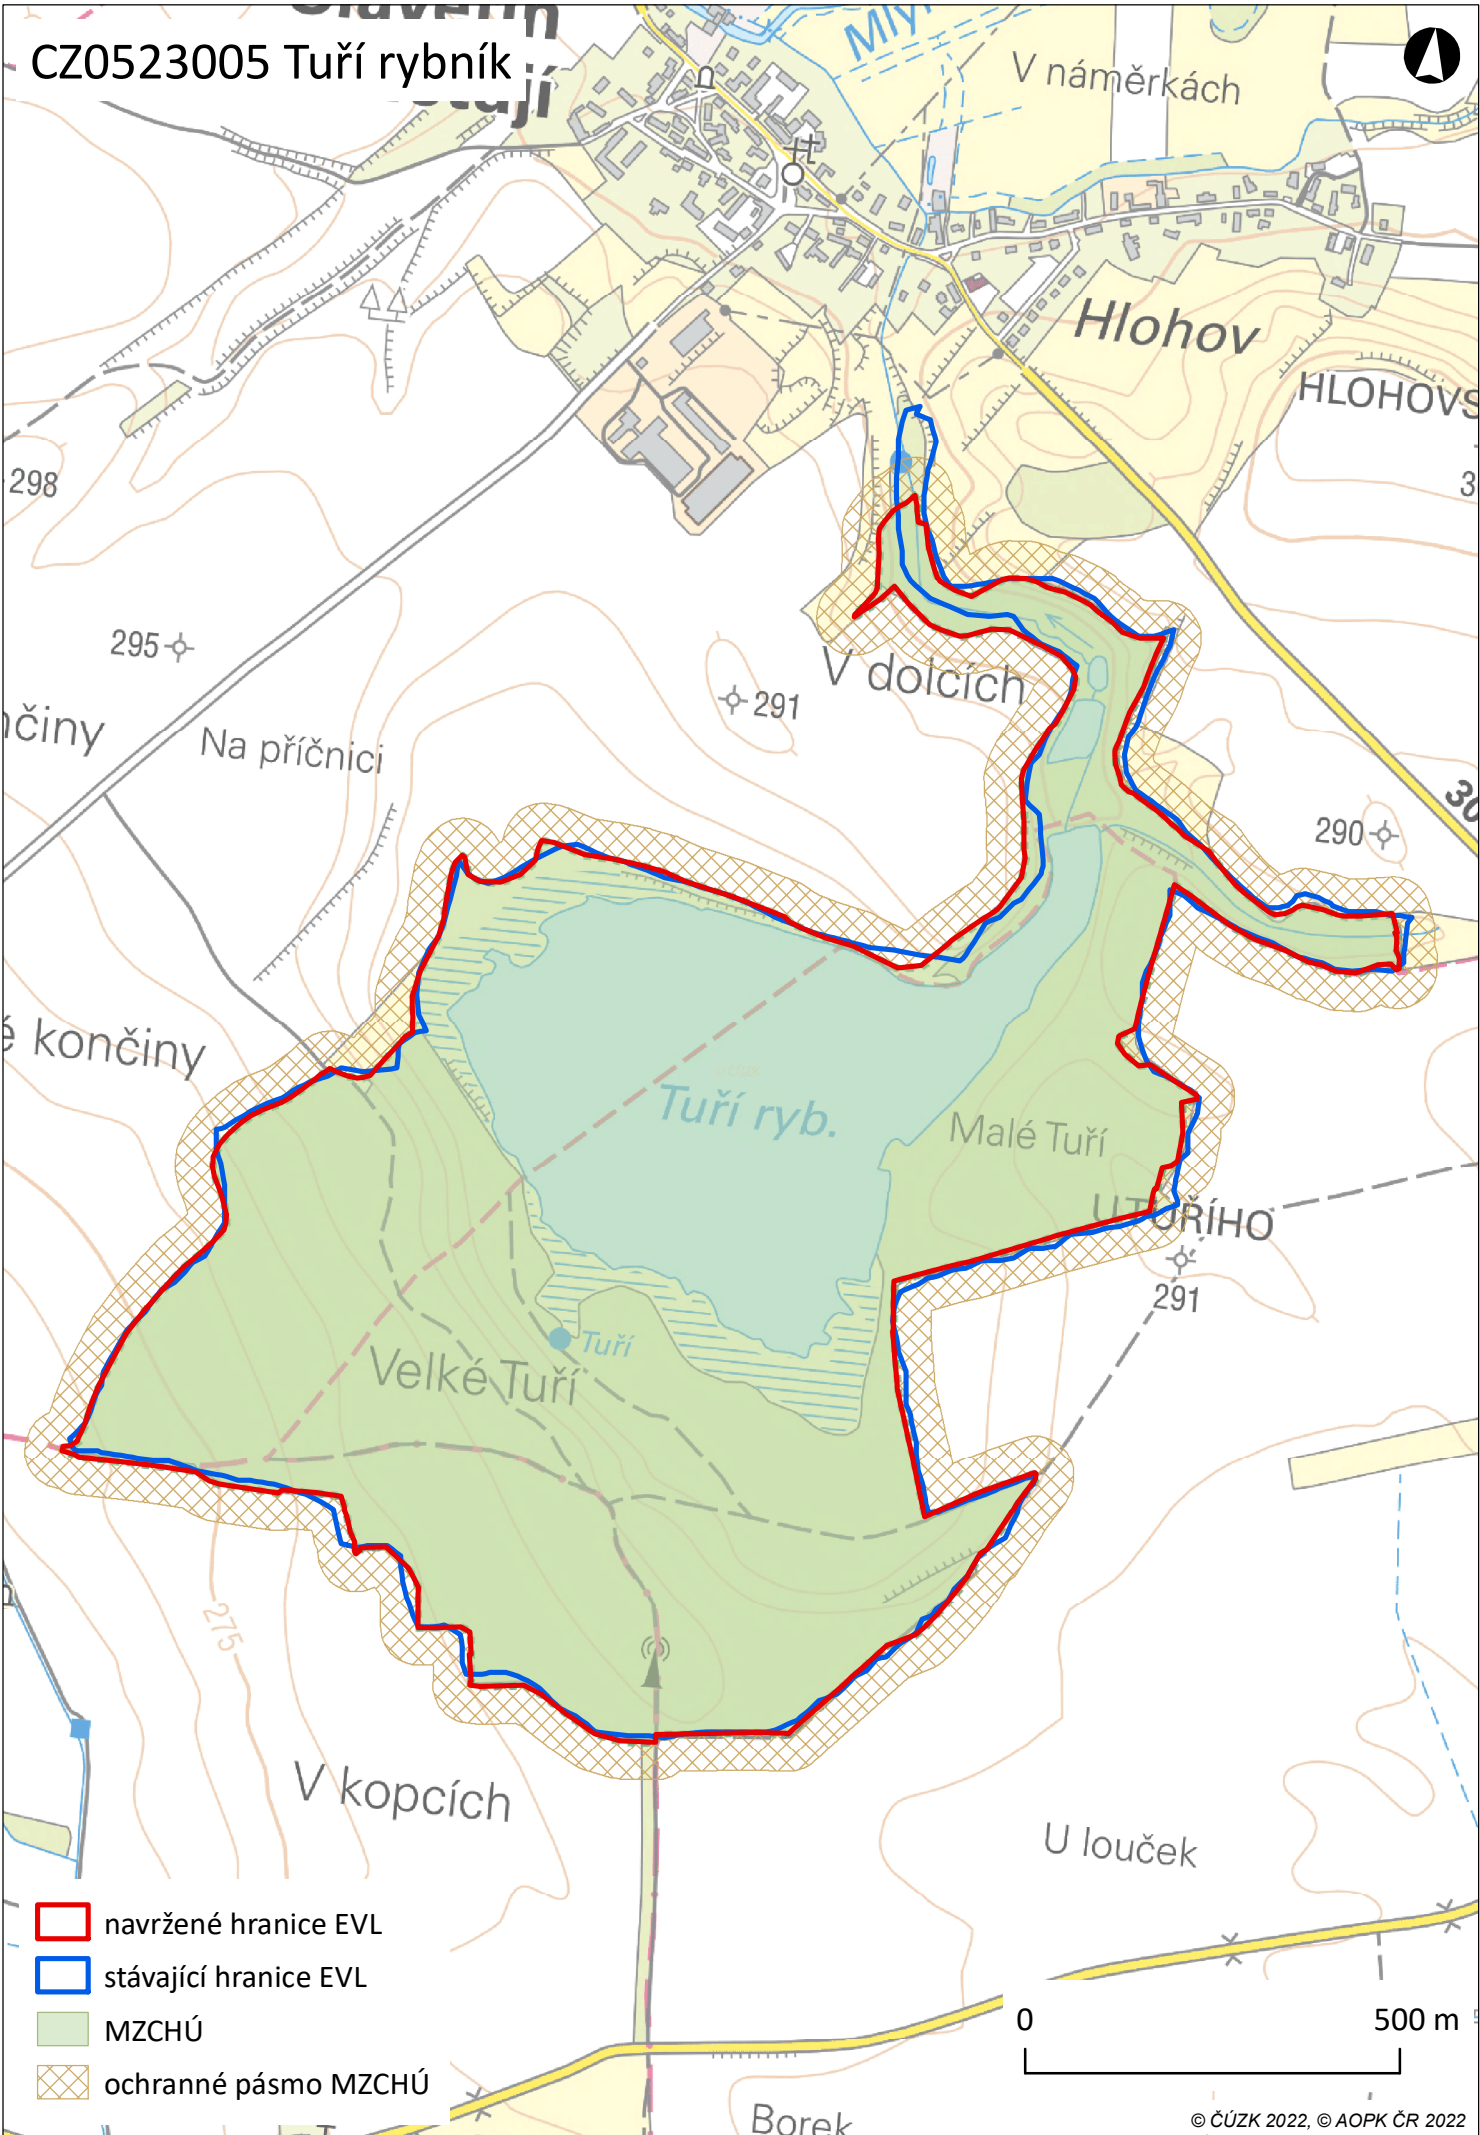 CZ0523005 Tuří rybník
V náměrkách
Hlohov
298
295
291
V dolcích
Na příčnici
290
končiny
Tuří ryb.
Malé Tuří
U TUŘÍHO
291
Tuří
Velké Tuří
275
V kopcích
U louček
navržené hranice EVL
stávající hranice EVL
MZCHÚ
ochranné pásmo MZCHÚ
0 500 m
Borek
© ČÚZK 2022, © AOPK ČR 2022